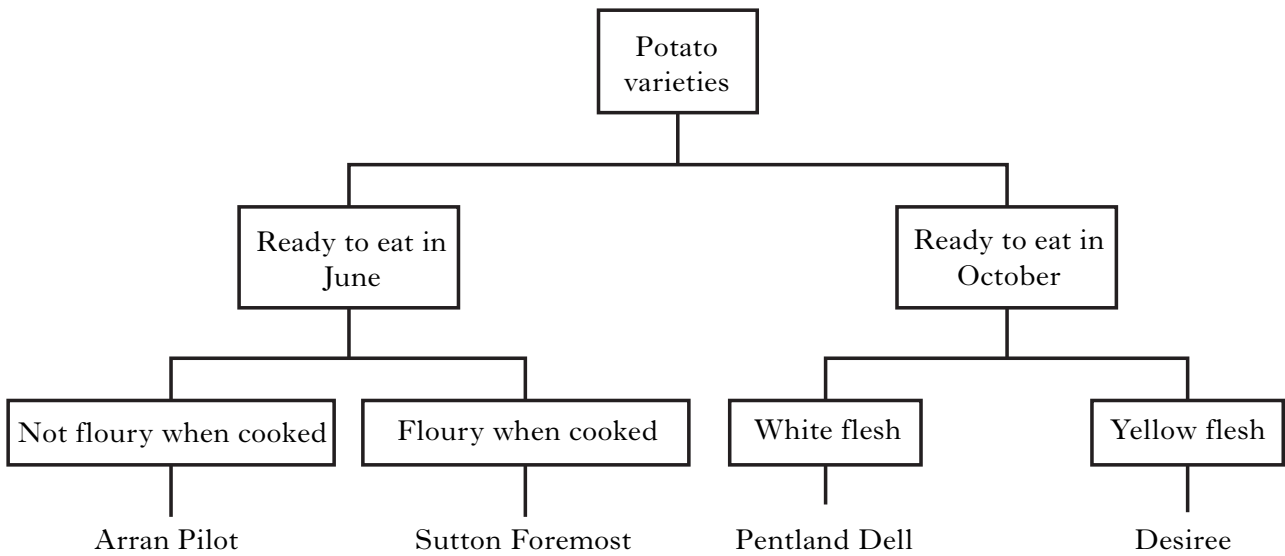 Potato
varieties
Ready to eat in
June
Ready to eat in
October
Not floury when cooked
Floury when cooked
White flesh
Yellow flesh
Arran Pilot
Sutton Foremost
Pentland Dell
Desiree